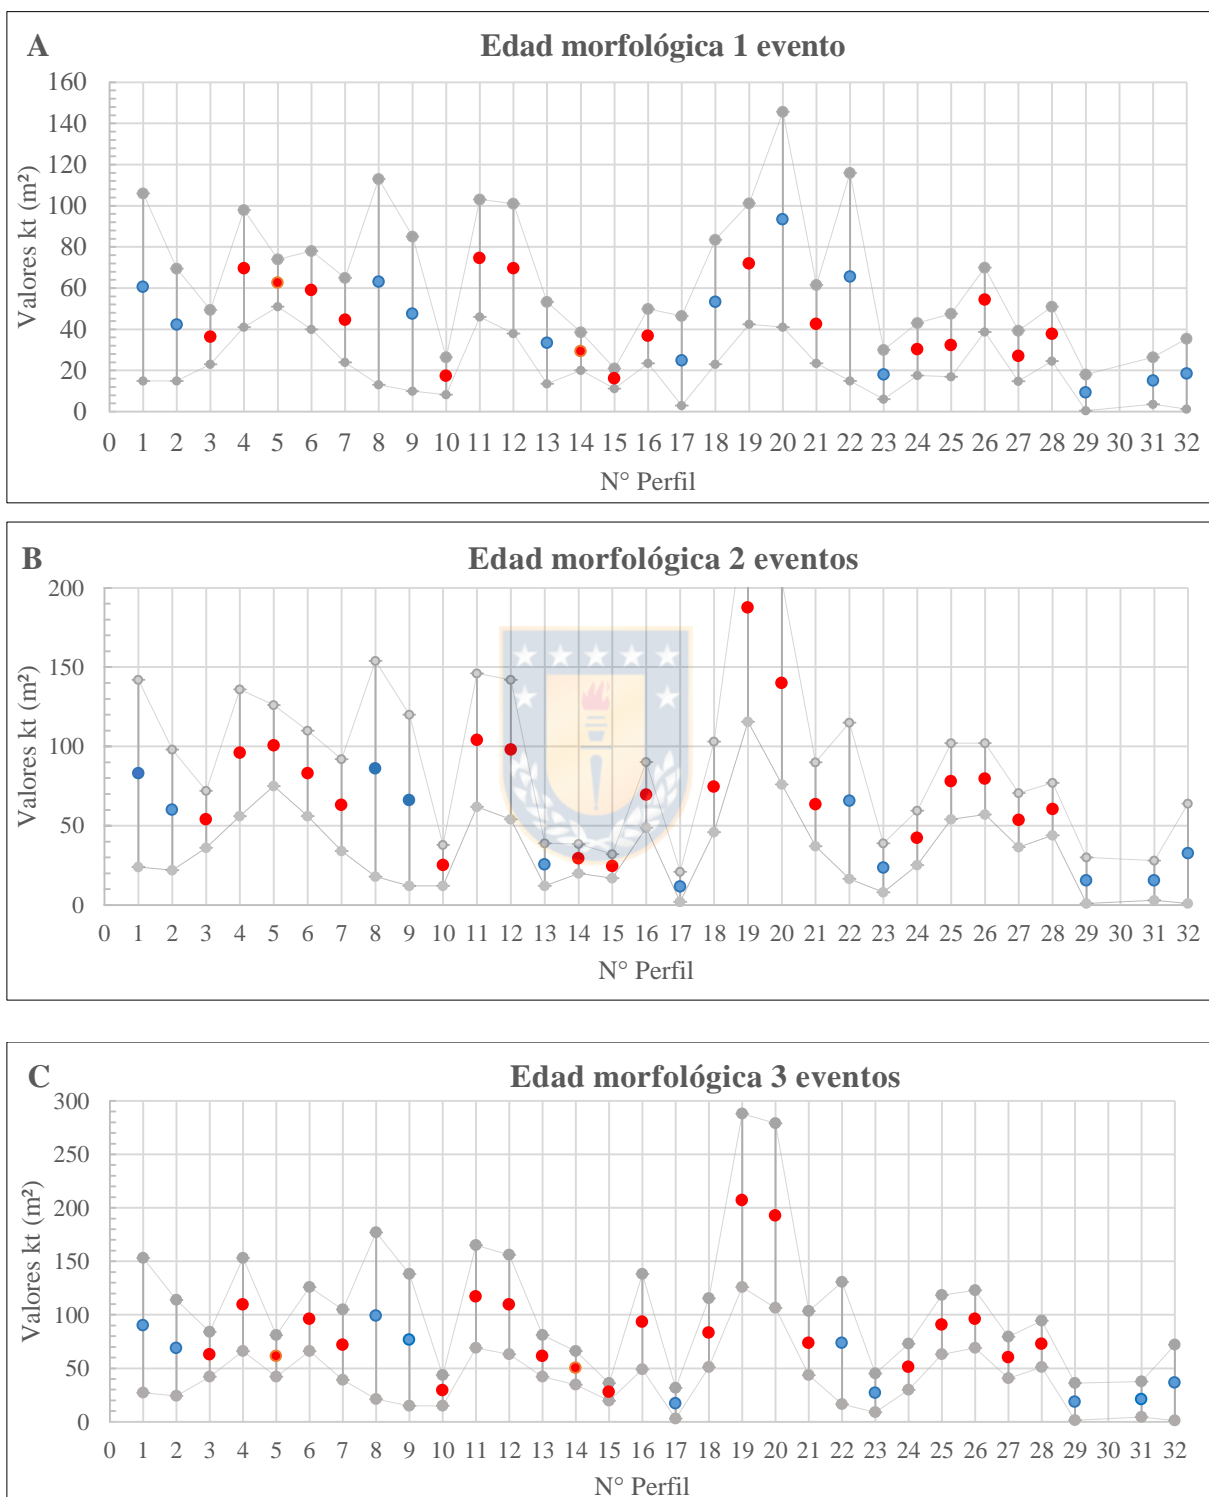 A
Edad morfológica 1 evento
160
140
120
100
80
60
40
20
0
Valores kt (m²)
0 1 2 3 4 5 6 7 8 9 10 11 12 13 14 15 16 17 18 19 20 21 22 23 24 25 26 27 28 29 30 31 32
N° Perfil
B
Edad morfológica 2 eventos
200
150
100
50
0
Valores kt (m²)
0 1 2 3 4 5 6 7 8 9 10 11 12 13 14 15 16 17 18 19 20 21 22 23 24 25 26 27 28 29 30 31 32
N° Perfil
C
Edad morfológica 3 eventos
300
250
200
150
100
50
0
Valores kt (m²)
0 1 2 3 4 5 6 7 8 9 10 11 12 13 14 15 16 17 18 19 20 21 22 23 24 25 26 27 28 29 30 31 32
N° Perfil